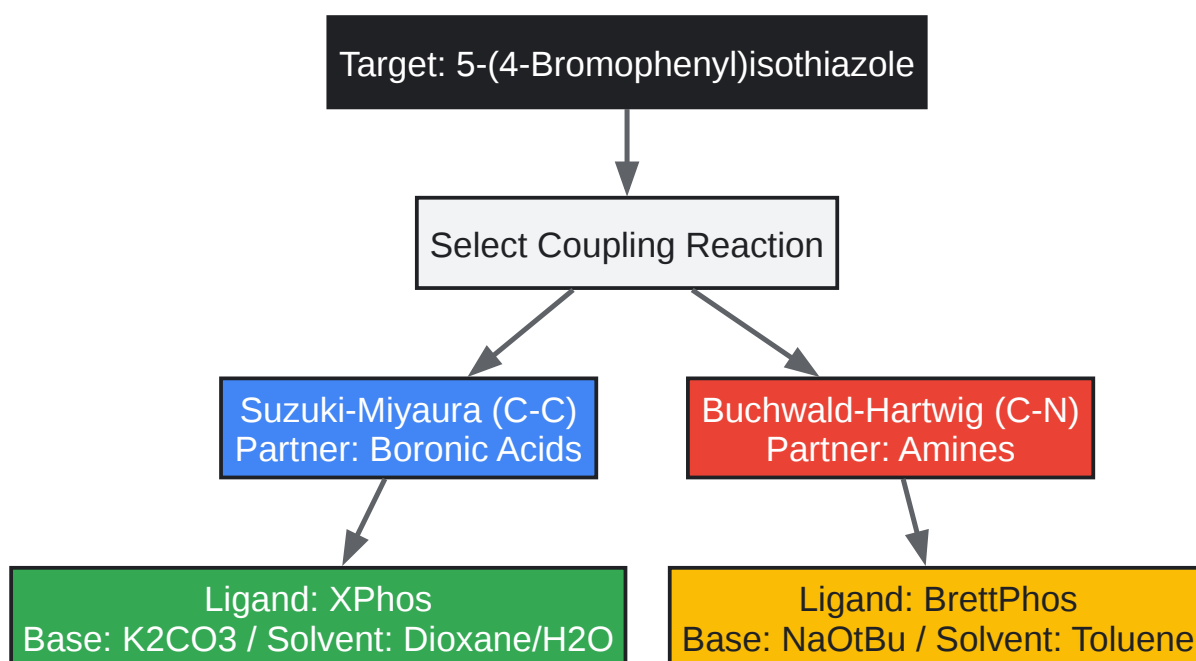 Target: 5-(4-Bromophenyl)isothiazole
Select Coupling Reaction
Suzuki-Miyaura (C-C)
Partner: Boronic Acids
Buchwald-Hartwig (C-N)
Partner: Amines
Ligand: XPhos
Base: K2CO3 / Solvent: Dioxane/H2O
Ligand: BrettPhos
Base: NaOtBu / Solvent: Toluene